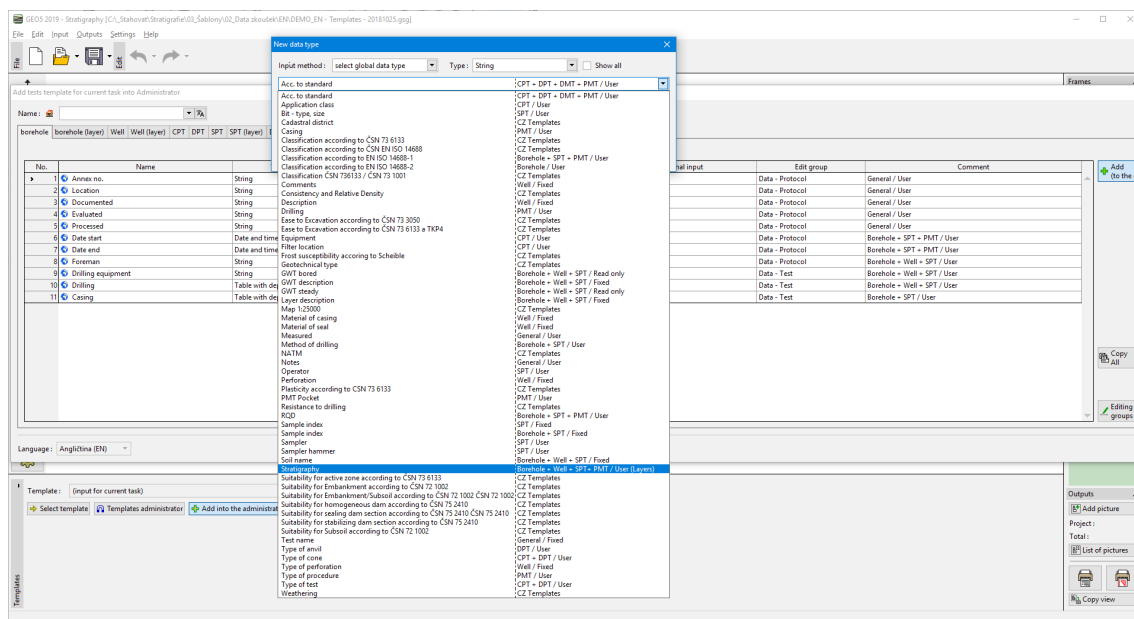 GEO5 2019 - Stratigraphy [C:\_Stahovat\Stratigrafie\03_Šablony\02_Data zkoušek\EN\DEMO_EN - Templates - 20181025.gsg]
File Edit Input Outputs Settings Help
File
Edit
New data type
Input method : select global data type Type : String Show all
Acc. to standard CPT + DPT + DMT + PMT / User
Acc. to standard CPT + DPT + DMT + PMT / User
Application class CPT / User
Bit - type, size SPT / User
Cadastral district CZ Templates
Casing PMT / User
Classification according to ČSN 73 6133 CZ Templates
Classification according to ČSN EN ISO 14688 CZ Templates
Classification according to EN ISO 14688-1 Borehole + SPT + PMT / User
Classification according to EN ISO 14688-2 Borehole / User
Classification ČSN 736133 / ČSN 73 1001 CZ Templates
Comments Well / Fixed
Consistency and Relative Density CZ Templates
Description Well / Fixed
Drilling PMT / User
Ease to Excavation according to ČSN 73 3050 CZ Templates
Ease to Excavation according to ČSN 73 6133 a TKP4 CZ Templates
Equipment CPT / User
Filter location CPT / User
Frost susceptibility accoring to Scheible CZ Templates
Geotechnical type CZ Templates
GWT bored Borehole + Well + SPT / Read only
GWT description Borehole + Well + SPT / Fixed
GWT steady Borehole + Well + SPT / Read only
Layer description Borehole + Well + SPT / Fixed
Map 1:25000 CZ Templates
Material of casing Well / Fixed
Material of seal Well / Fixed
Measured General / User
Method of drilling Borehole + SPT / User
NATM CZ Templates
Notes General / User
Operator SPT / User
Perforation Well / Fixed
Plasticity according to CSN 73 6133 CZ Templates
PMT Pocket PMT / User
Resistance to drilling CZ Templates
RQD Borehole + SPT + PMT / User
Sample index SPT / Fixed
Sample index Borehole + SPT / Fixed
Sampler SPT / User
Sampler hammer SPT / User
Soil name Borehole + Well + SPT / Fixed
Stratigraphy Borehole + Well + SPT+ PMT / User (Layers)
Suitability for active zone according to ČSN 73 6133 CZ Templates
Suitability for Embankment according to ČSN 72 1002 CZ Templates
Suitability for Embankment/Subsoil according to ČSN 72 1002 ČSN 72 1002 CZ Templates
Suitability for homogeneous dam according to ČSN 75 2410 CZ Templates
Suitability for sealing dam section according to ČSN 75 2410 ČSN 75 2410 CZ Templates
Suitability for stabilizing dam section according to ČSN 75 2410 CZ Templates
Suitability for Subsoil according to ČSN 72 1002 CZ Templates
Test name General / Fixed
Type of anvil DPT / User
Type of cone CPT + DPT / User
Type of perforation Well / Fixed
Type of procedure PMT / User
Type of test CPT + DPT / User
Weathering CZ Templates
Frames
Add tests template for current task into Administrator
Name :
borehole borehole (layer) Well Well (layer) CPT DPT SPT SPT (layer)
No. Name nal input Edit group Comment
1 Annex no. String Data - Protocol General / User
2 Location String Data - Protocol General / User
3 Documented String Data - Protocol General / User
4 Evaluated String Data - Protocol General / User
5 Processed String Data - Protocol General / User
6 Date start Date and time Data - Protocol Borehole + SPT + PMT / User
7 Date end Date and time Data - Protocol Borehole + SPT + PMT / User
8 Foreman String Data - Protocol Borehole + Well + SPT / User
9 Drilling equipment String Data - Test Borehole + Well + SPT / User
10 Drilling Table with de Data - Test Borehole + Well + SPT / User
11 Casing Table with de Data - Test Borehole + SPT / User
Add
(to the
Copy
All
Editing
groups
Language : Angličtina (EN)
Template : (input for current task)
Select template Templates administrator Add into the administrat
Templates
Outputs
Add picture
Project :
Total :
List of pictures
Copy view